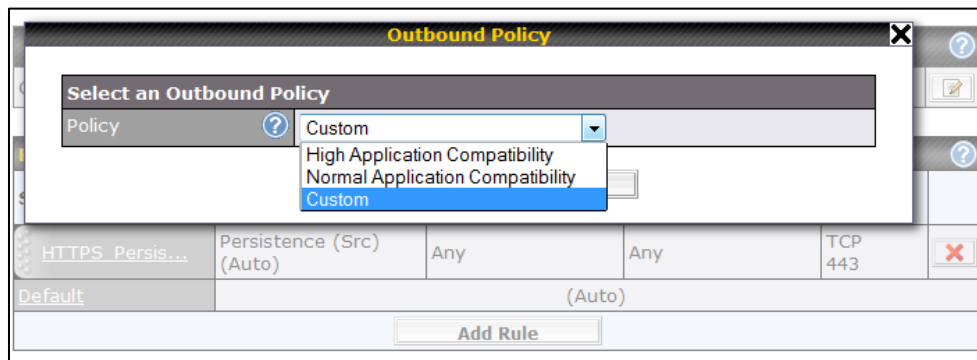 Outbound Policy
Select an Outbound Policy
Policy
Custom
High Application Compatibility
Normal Application Compatibility
Custom
HTTPS_Persis...
Persistence (Src)
(Auto)
Any
Any
TCP
443
Default
(Auto)
Add Rule